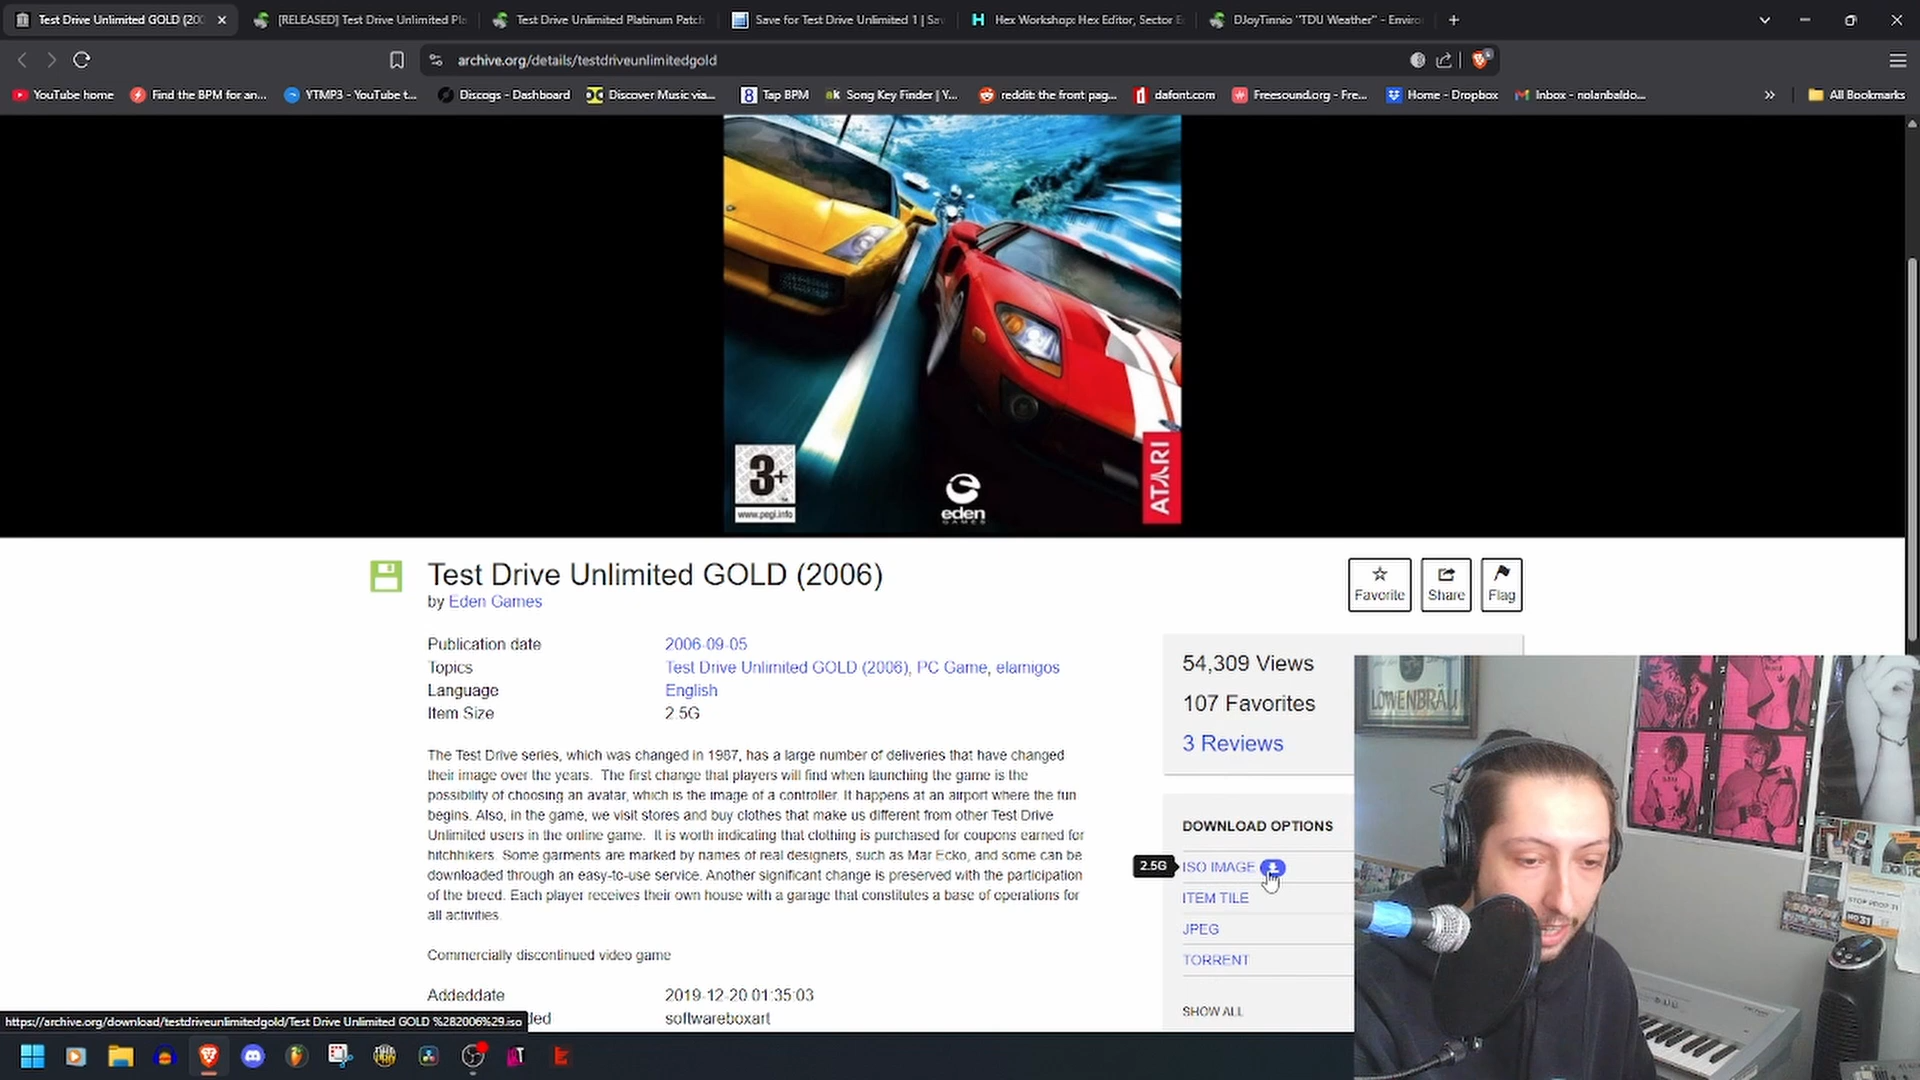 Test Drive Unlimited GOLD (200
[RELEASED] Test Drive Unlimited Pla
Test Drive Unlimited Platinum Patch
Save for Test Drive Unlimited 1 | Sav
Hex Workshop: Hex Editor, Sector E
DJoyTinnio "TDU Weather" - Enviro
archive.org/details/testdriveunlimitedgold
YouTube home
Find the BPM for an...
YTMP3 - YouTube t...
Discogs - Dashboard
Discover Music via...
Tap BPM
Song Key Finder | Y...
reddit: the front pag...
dafont.com
Freesound.org - Fre...
Home - Dropbox
Inbox - nolanbaldo...
All Bookmarks
3+
www.pegi.info
eden
GAMES
ATARI
Test Drive Unlimited GOLD (2006)
by Eden Games
Favorite
Share
Flag
Publication date 2006-09-05
Topics Test Drive Unlimited GOLD (2006), PC Game, elamigos
Language English
Item Size 2.5G
54,309 Views
107 Favorites
3 Reviews
The Test Drive series, which was changed in 1987, has a large number of deliveries that have changed
their image over the years.  The first change that players will find when launching the game is the
possibility of choosing an avatar, which is the image of a controller. It happens at an airport where the fun
begins. Also, in the game, we visit stores and buy clothes that make us different from other Test Drive
Unlimited users in the online game.  It is worth indicating that clothing is purchased for coupons earned for
hitchhikers. Some garments are marked by names of real designers, such as Mar Ecko, and some can be
downloaded through an easy-to-use service. Another significant change is preserved with the participation
of the breed. Each player receives their own house with a garage that constitutes a base of operations for
all activities.
Commercially discontinued video game
Addeddate 2019-12-20 01:35:03
ded softwareboxart
DOWNLOAD OPTIONS
2.5G
ISO IMAGE
ITEM TILE
JPEG
TORRENT
SHOW ALL
https://archive.org/download/testdriveunlimitedgold/Test Drive Unlimited GOLD %282006%29.iso
LÖWENBRÄU
STOP PROP 31
NO 31